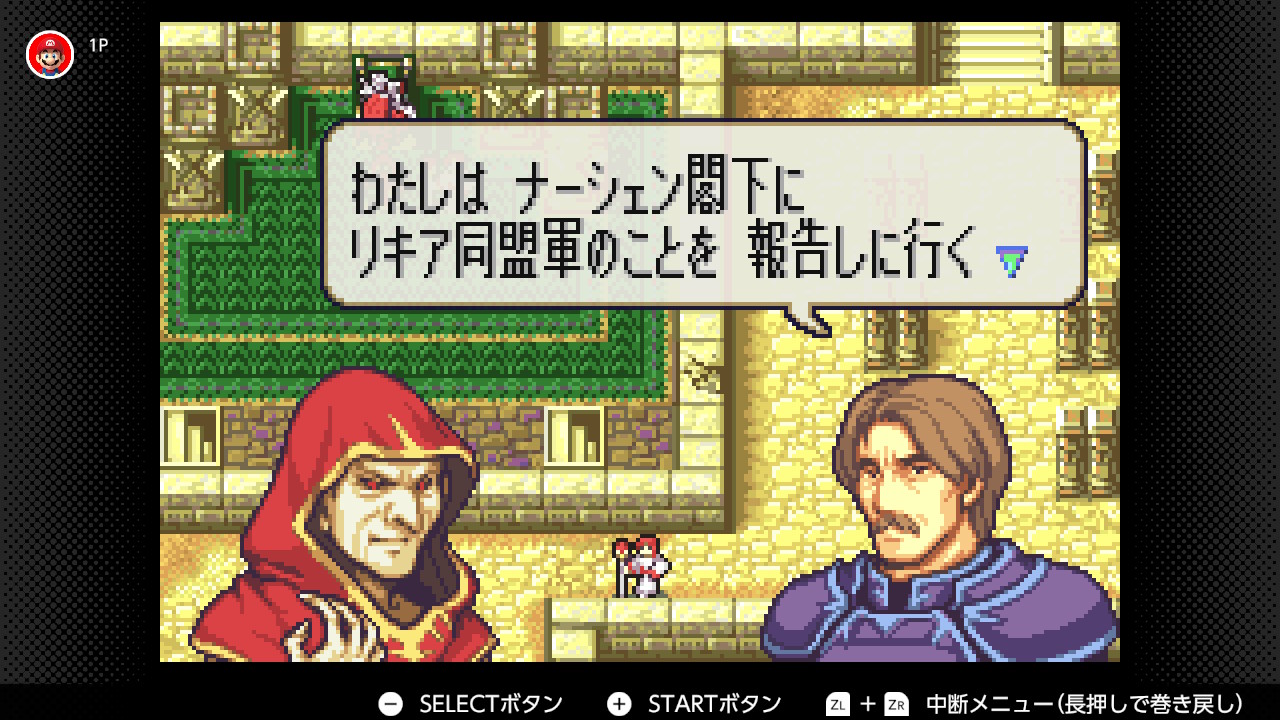 1P
わたしは ナーシェン閣下に
リキア同盟軍のことを 報告しに行く
SELECTボタン STARTボタン ZL + ZR 中断メニュー(長押しで巻き戻し)